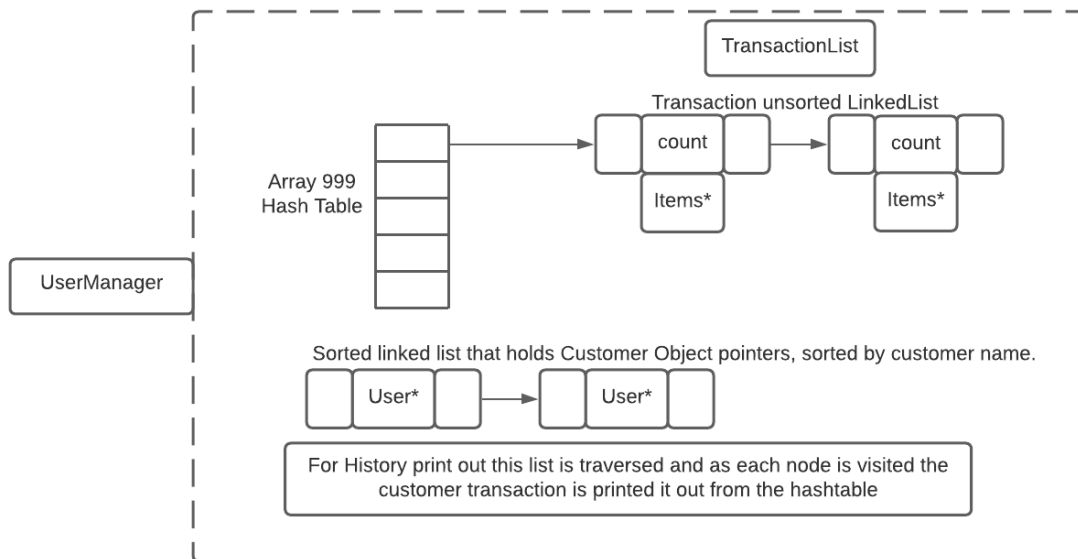 TransactionList
Transaction unsorted LinkedList
count
count
Items*
Items*
Array 999
Hash Table
UserManager
Sorted linked list that holds Customer Object pointers, sorted by customer name.
User*
User*
For History print out this list is traversed and as each node is visited the
customer transaction is printed it out from the hashtable